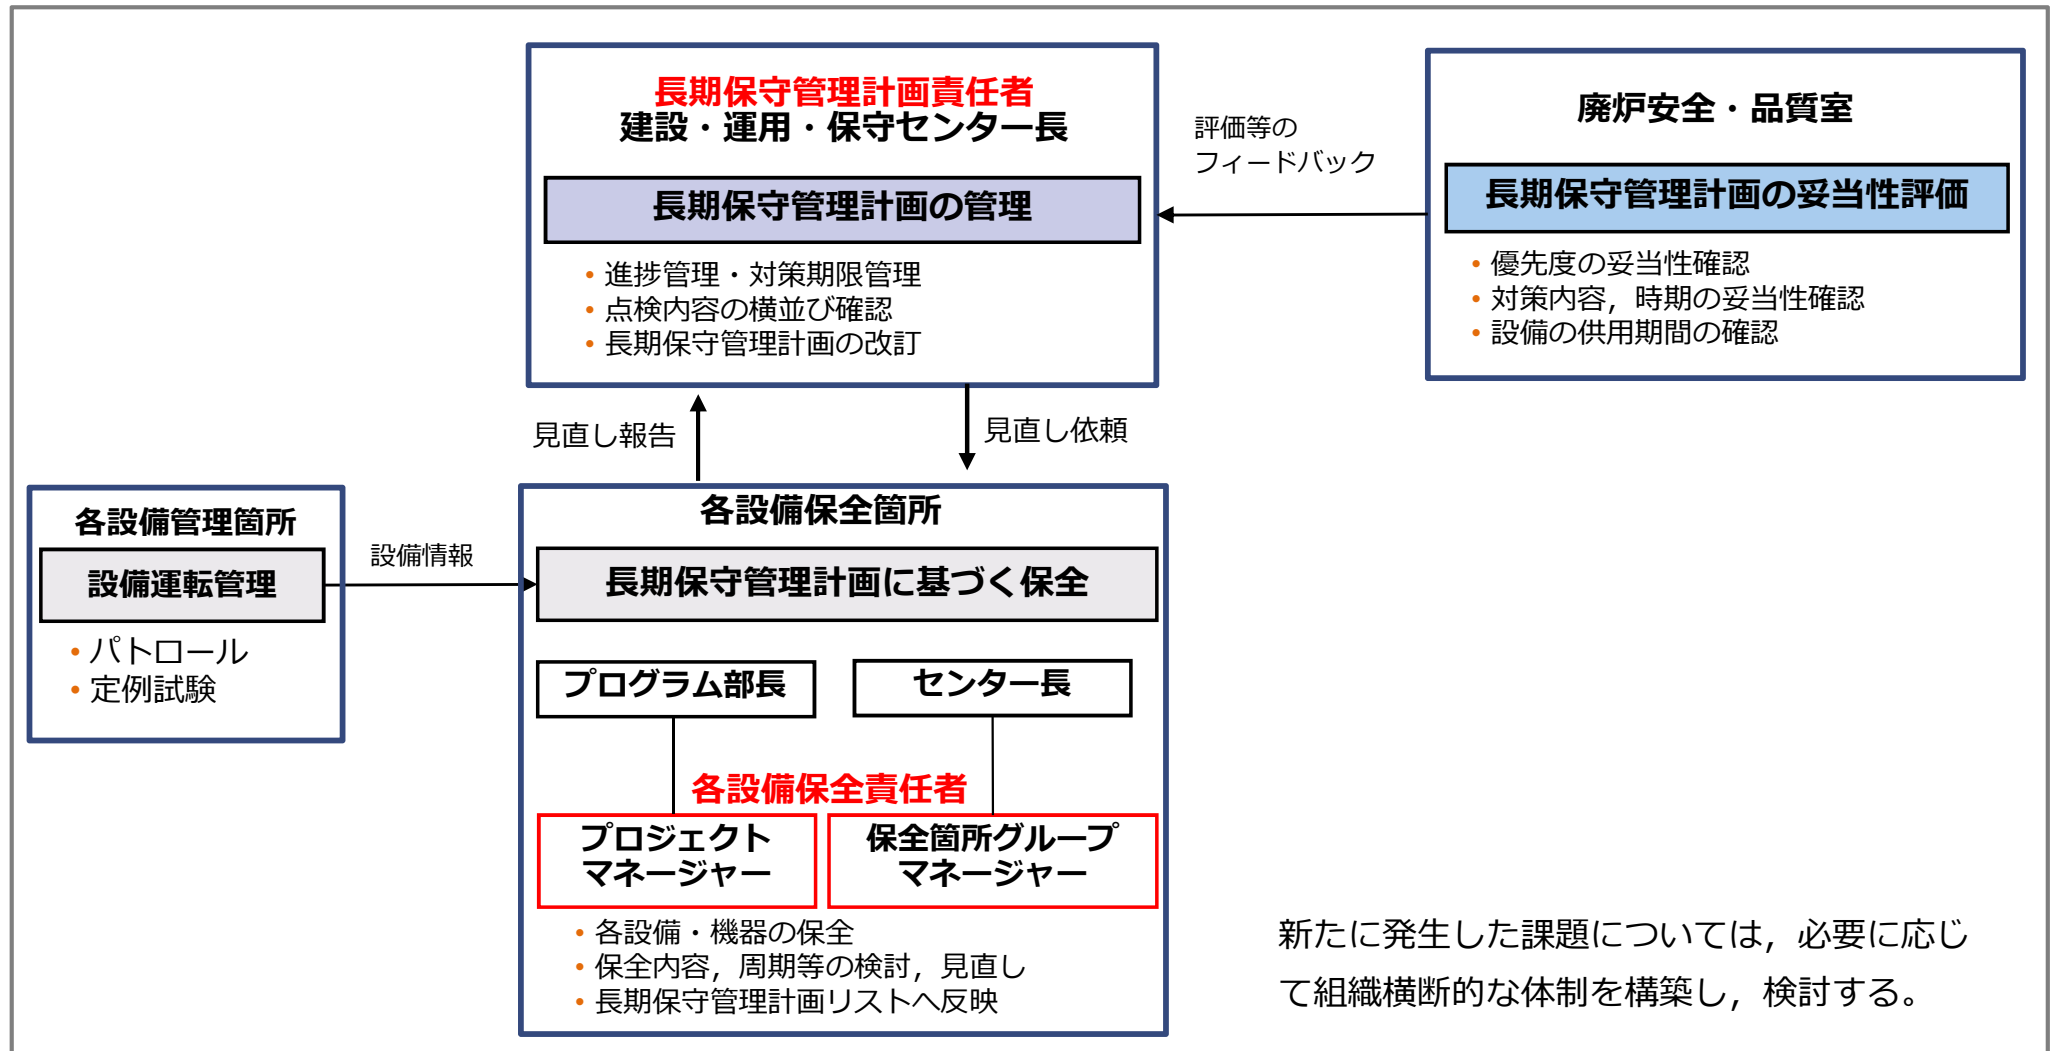 長期保守管理計画責任者
建設・運用・保守センター長
長期保守管理計画の管理
• 進捗管理・対策期限管理
• 点検内容の横並び確認
• 長期保守管理計画の改訂
評価等の
フィードバック
廃炉安全・品質室
長期保守管理計画の妥当性評価
• 優先度の妥当性確認
• 対策内容，時期の妥当性確認
• 設備の供用期間の確認
見直し報告
見直し依頼
各設備管理箇所
設備運転管理
• パトロール
• 定例試験
設備情報
各設備保全箇所
長期保守管理計画に基づく保全
プログラム部長
センター長
各設備保全責任者
プロジェクト
マネージャー
保全箇所グループ
マネージャー
• 各設備・機器の保全
• 保全内容，周期等の検討，見直し
• 長期保守管理計画リストへ反映
新たに発生した課題については，必要に応じ
て組織横断的な体制を構築し，検討する。